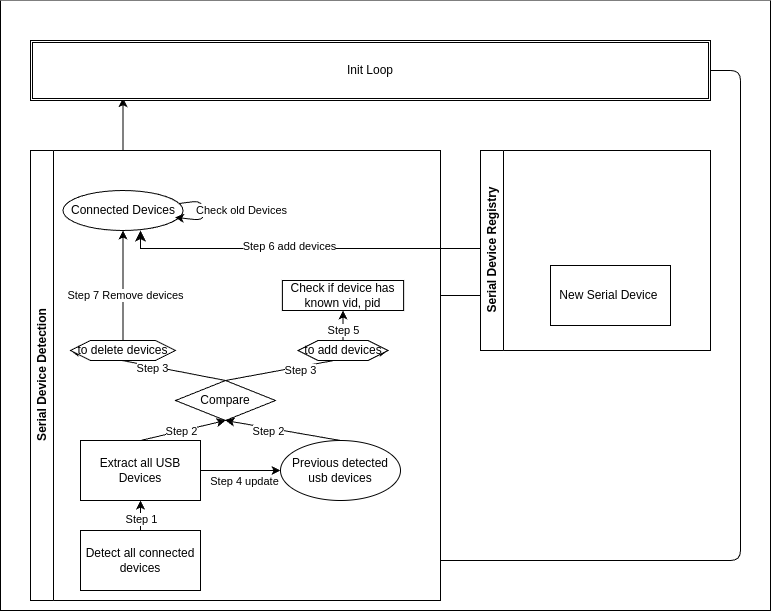 Init Loop
Serial Device Detection
Connected Devices
Check old Devices
Step 6 add devices
Step 7 Remove devices
Check if device has
known vid, pid
Step 5
to delete devices
to add devices
Step 3
Step 3
Compare
Step 2
Step 2
Extract all USB
Devices
Step 4 update
Previous detected
usb devices
Step 1
Detect all connected
devices
Serial Device Registry
New Serial Device